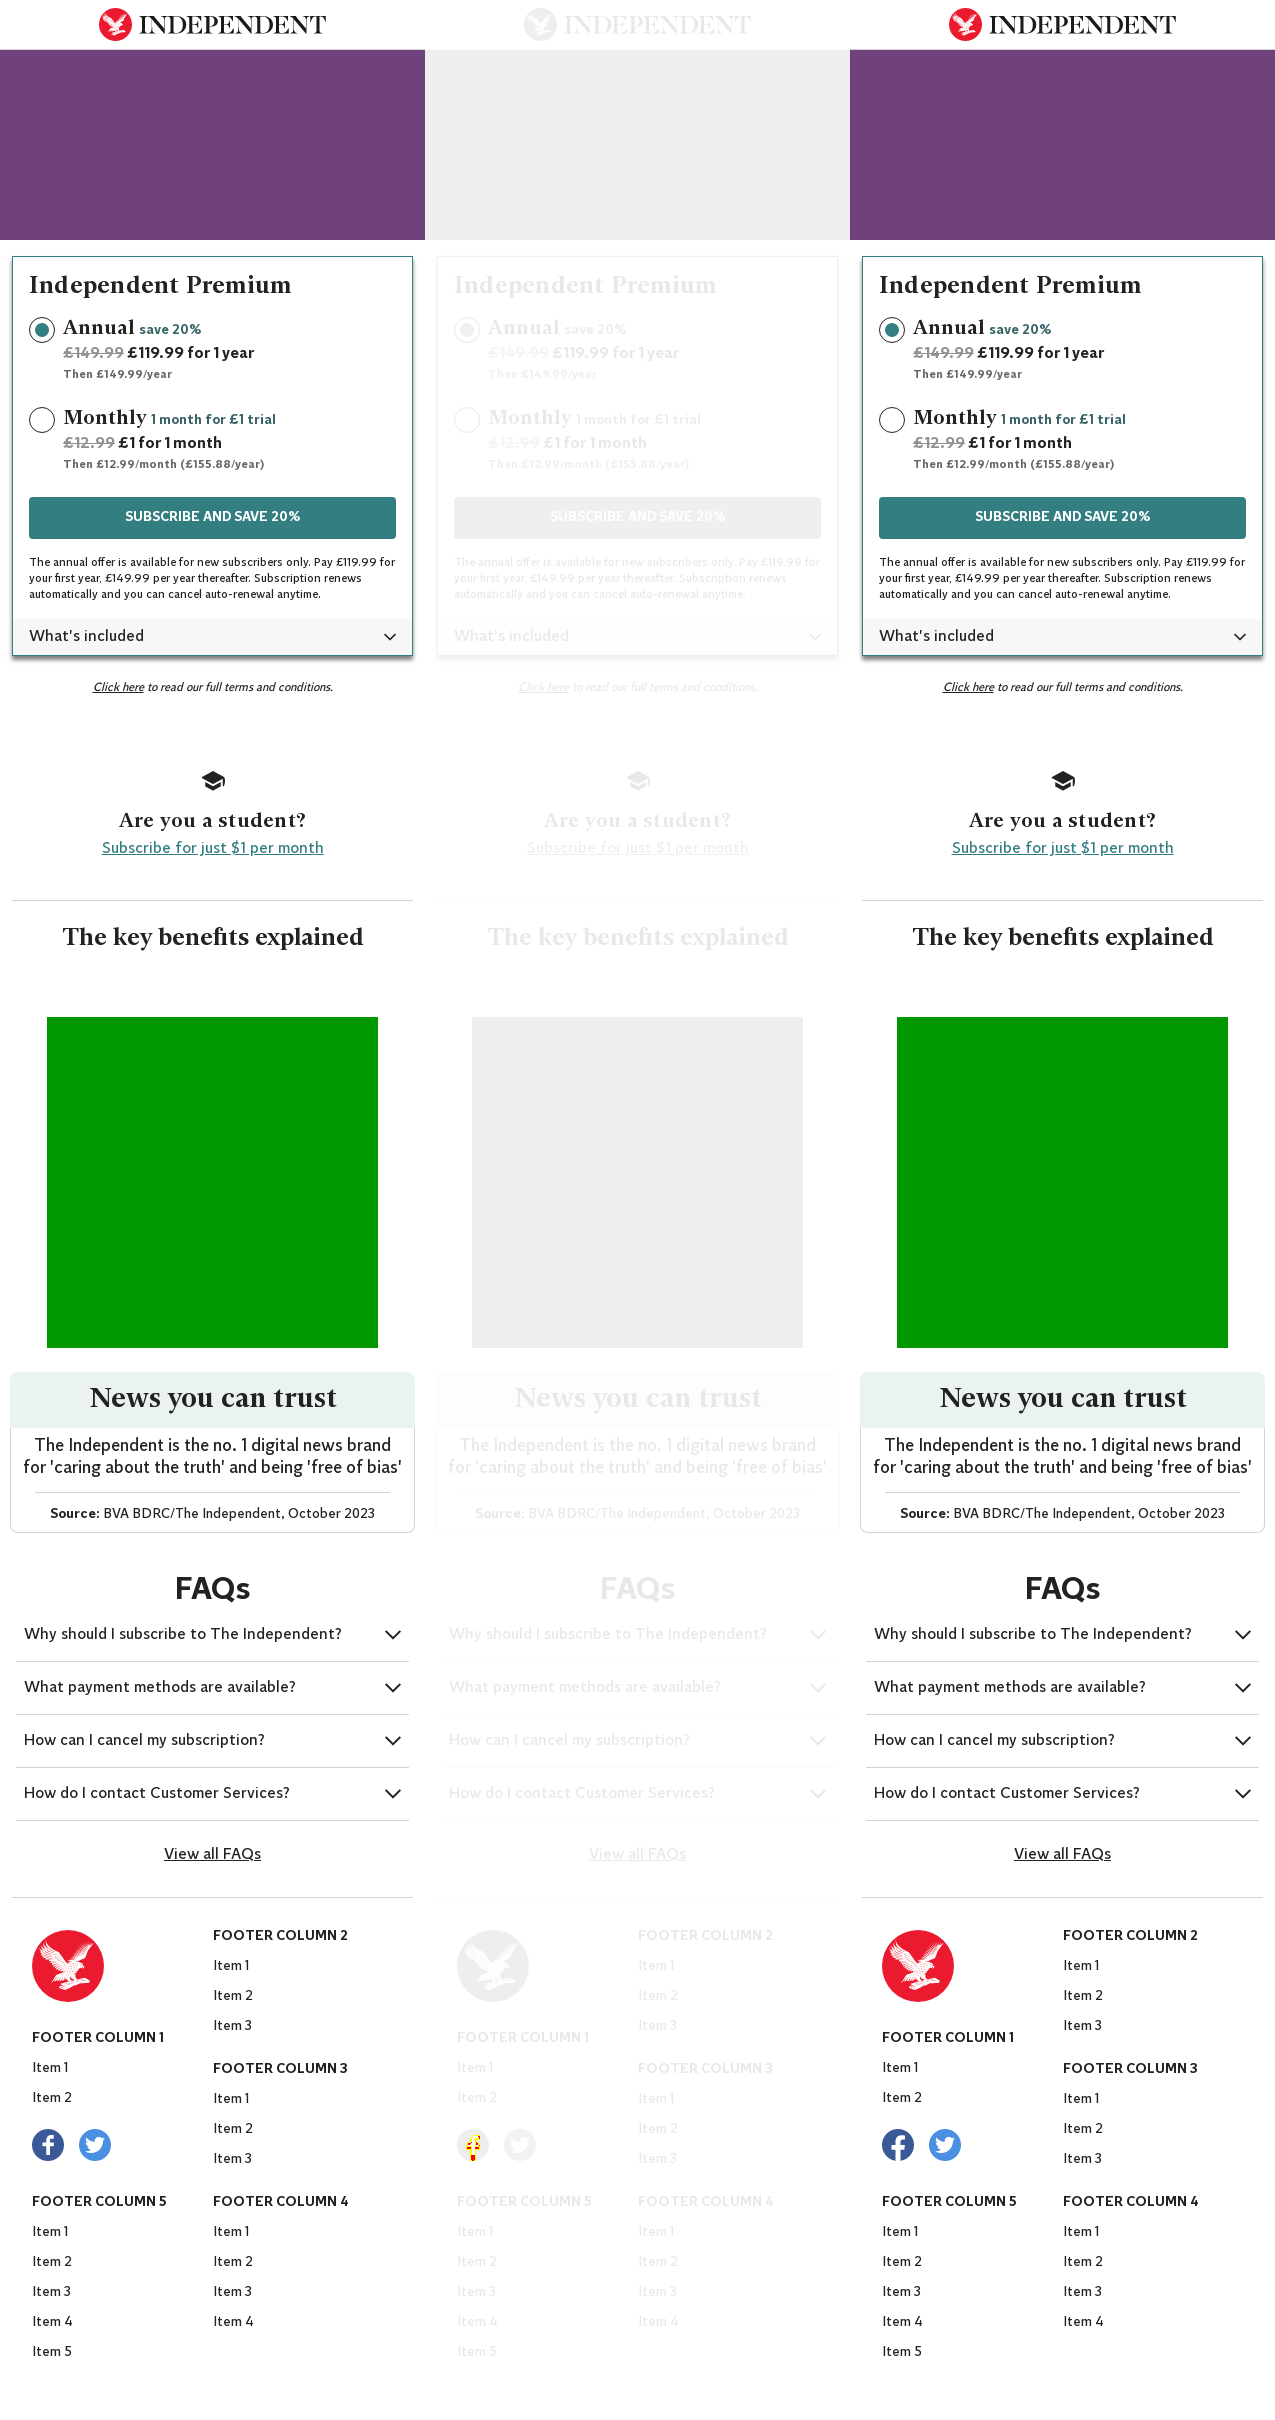 INDEPENDENT
Independent Premium
Annual save 20%
£149.99 £119.99 for 1 year
Then £149.99/year
Monthly 1 month for £1 trial
£12.99 £1 for 1 month
Then £12.99/month (£155.88/year)
SUBSCRIBE AND SAVE 20%
The annual offer is available for new subscribers only. Pay £119.99 for
your first year, £149.99 per year thereafter. Subscription renews
automatically and you can cancel auto-renewal anytime.
What's included
Click here to read our full terms and conditions.
Are you a student?
Subscribe for just $1 per month
The key benefits explained
News you can trust
The Independent is the no. 1 digital news brand
for 'caring about the truth' and being 'free of bias'
Source: BVA BDRC/The Independent, October 2023
FAQs
Why should I subscribe to The Independent?
What payment methods are available?
How can I cancel my subscription?
How do I contact Customer Services?
View all FAQs
FOOTER COLUMN 1
Item 1
Item 2
FOOTER COLUMN 5
Item 1
Item 2
Item 3
Item 4
Item 5
FOOTER COLUMN 2
Item 1
Item 2
Item 3
FOOTER COLUMN 3
Item 1
Item 2
Item 3
FOOTER COLUMN 4
Item 1
Item 2
Item 3
Item 4
INDEPENDENT
Independent Premium
Annual save 20%
£149.99 £119.99 for 1 year
Then £149.99/year
Monthly 1 month for £1 trial
£12.99 £1 for 1 month
Then £12.99/month (£155.88/year)
SUBSCRIBE AND SAVE 20%
The annual offer is available for new subscribers only. Pay £119.99 for
your first year, £149.99 per year thereafter. Subscription renews
automatically and you can cancel auto-renewal anytime.
What's included
Click here to read our full terms and conditions.
Are you a student?
Subscribe for just $1 per month
The key benefits explained
News you can trust
The Independent is the no. 1 digital news brand
for 'caring about the truth' and being 'free of bias'
Source: BVA BDRC/The Independent, October 2023
FAQs
Why should I subscribe to The Independent?
What payment methods are available?
How can I cancel my subscription?
How do I contact Customer Services?
View all FAQs
FOOTER COLUMN 1
Item 1
Item 2
FOOTER COLUMN 5
Item 1
Item 2
Item 3
Item 4
Item 5
FOOTER COLUMN 2
Item 1
Item 2
Item 3
FOOTER COLUMN 3
Item 1
Item 2
Item 3
FOOTER COLUMN 4
Item 1
Item 2
Item 3
Item 4
INDEPENDENT
Independent Premium
Annual save 20%
£149.99 £119.99 for 1 year
Then £149.99/year
Monthly 1 month for £1 trial
£12.99 £1 for 1 month
Then £12.99/month (£155.88/year)
SUBSCRIBE AND SAVE 20%
The annual offer is available for new subscribers only. Pay £119.99 for
your first year, £149.99 per year thereafter. Subscription renews
automatically and you can cancel auto-renewal anytime.
What's included
Click here to read our full terms and conditions.
Are you a student?
Subscribe for just $1 per month
The key benefits explained
News you can trust
The Independent is the no. 1 digital news brand
for 'caring about the truth' and being 'free of bias'
Source: BVA BDRC/The Independent, October 2023
FAQs
Why should I subscribe to The Independent?
What payment methods are available?
How can I cancel my subscription?
How do I contact Customer Services?
View all FAQs
FOOTER COLUMN 1
Item 1
Item 2
FOOTER COLUMN 5
Item 1
Item 2
Item 3
Item 4
Item 5
FOOTER COLUMN 2
Item 1
Item 2
Item 3
FOOTER COLUMN 3
Item 1
Item 2
Item 3
FOOTER COLUMN 4
Item 1
Item 2
Item 3
Item 4